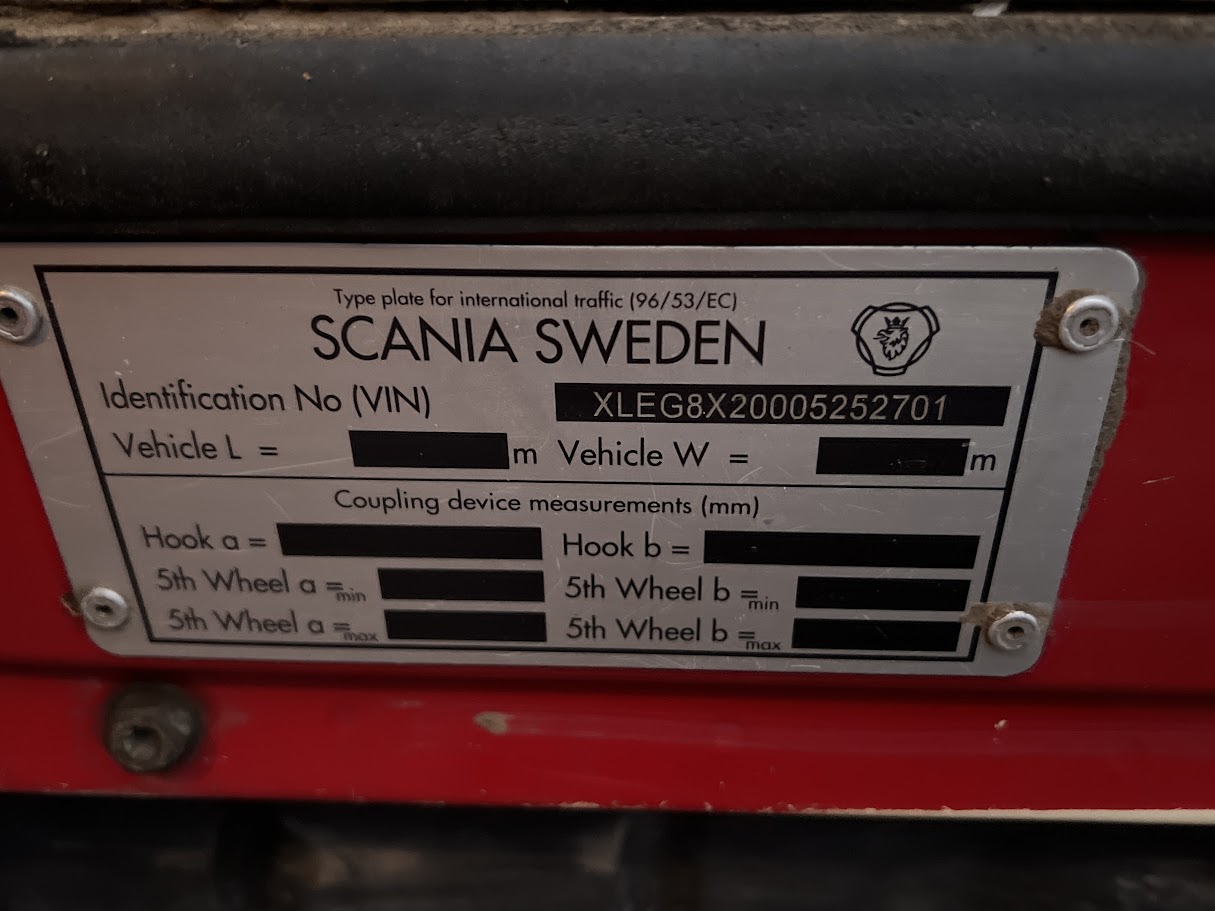 Type plate for international traffic (96/53/EC)
SCANIA SWEDEN
Identification No (VIN) XLEG8X20005252701
Vehicle L = m Vehicle W = m
Coupling device measurements (mm)
Hook a = Hook b =
5th Wheel a =min 5th Wheel b =min
5th Wheel a =max 5th Wheel b =max